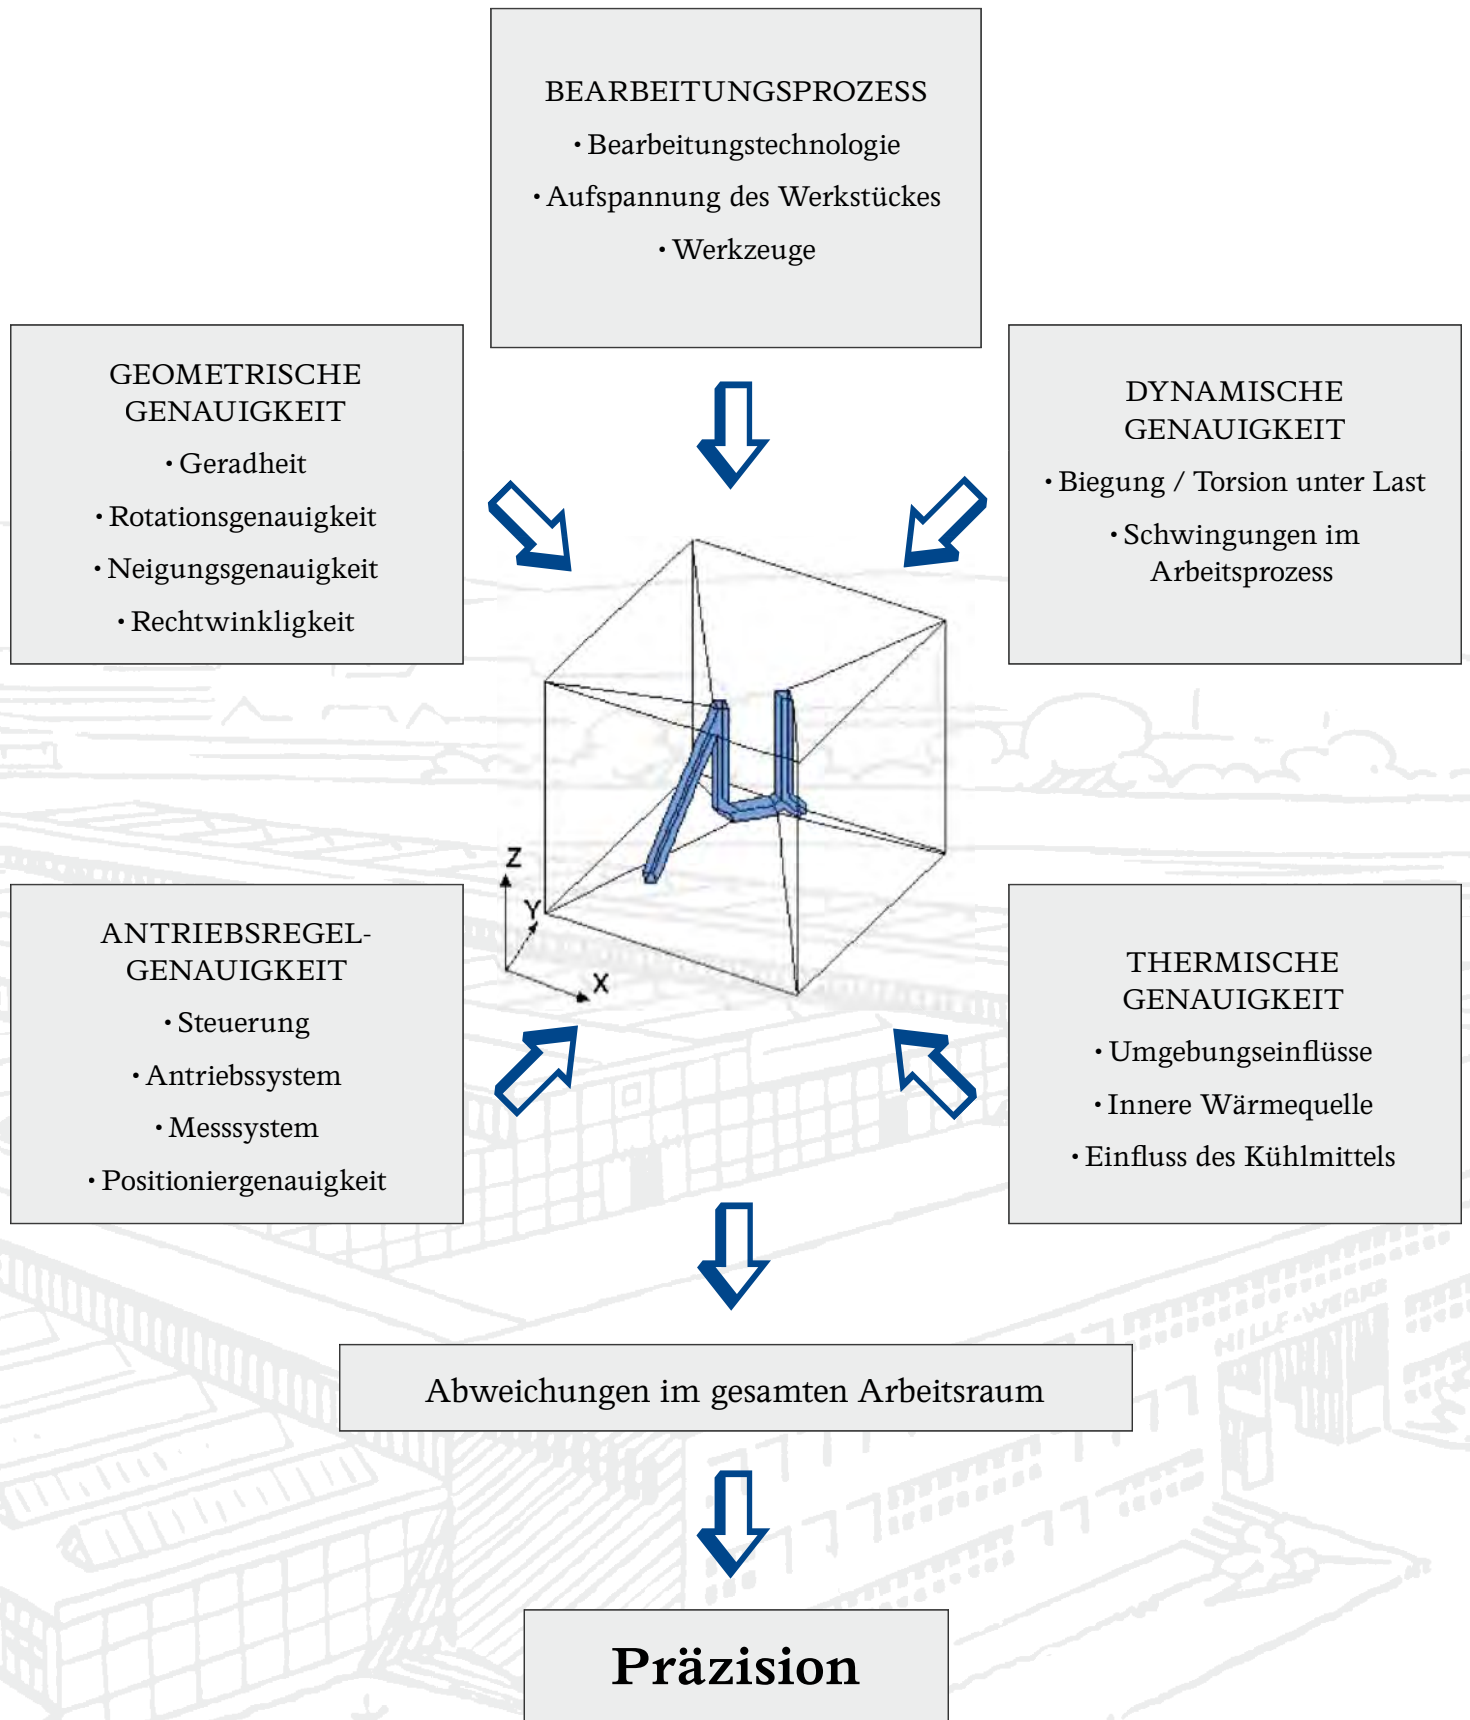 BEARBEITUNGSPROZESS
· Bearbeitungstechnologie
· Aufspannung des Werkstückes
· Werkzeuge
GEOMETRISCHE
GENAUIGKEIT
· Geradheit
· Rotationsgenauigkeit
· Neigungsgenauigkeit
· Rechtwinkligkeit
DYNAMISCHE
GENAUIGKEIT
· Biegung / Torsion unter Last
· Schwingungen im
Arbeitsprozess
Z
Y
X
ANTRIEBSREGEL-
GENAUIGKEIT
· Steuerung
· Antriebssystem
· Messsystem
· Positioniergenauigkeit
THERMISCHE
GENAUIGKEIT
· Umgebungseinflüsse
· Innere Wärmequelle
· Einfluss des Kühlmittels
HILLE-WERKE
Abweichungen im gesamten Arbeitsraum
Präzision